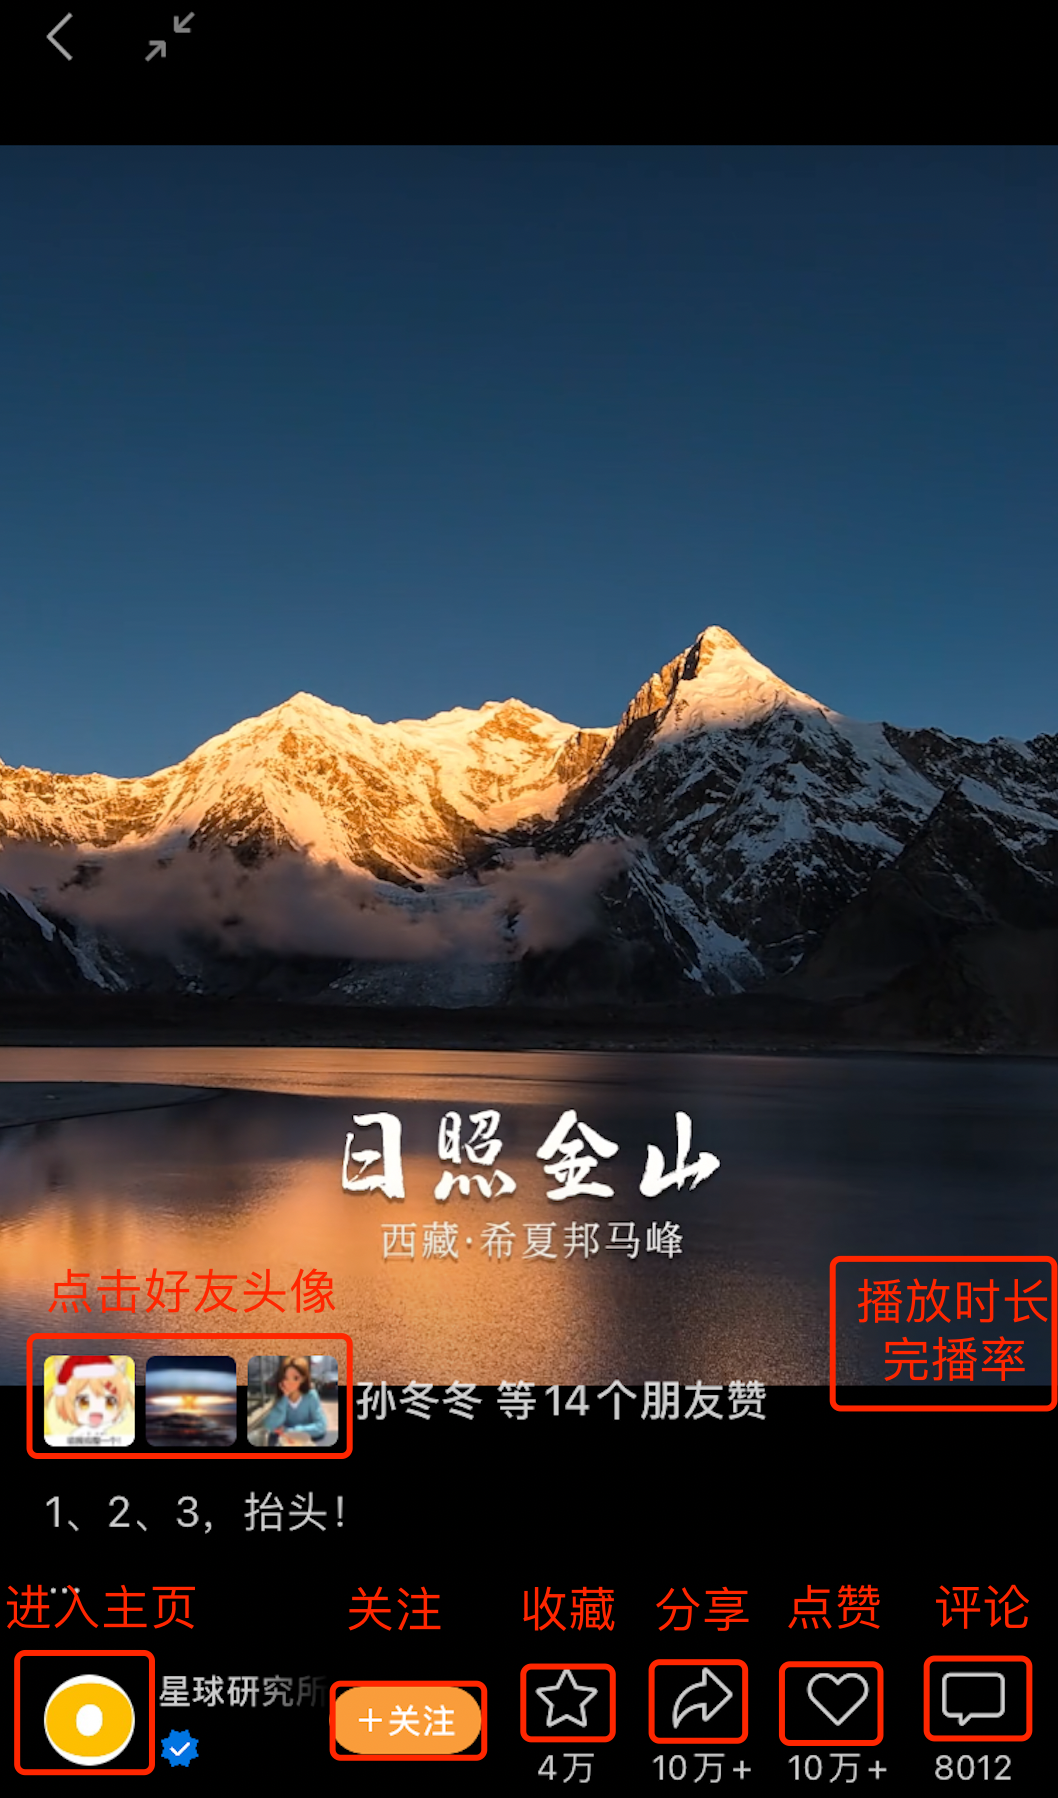 日照金山
西藏·希夏邦马峰
点击好友头像
播放时长
完播率
孙冬冬 等14个朋友赞
1、2、3，抬头！
...
进入主页
关注
收藏
分享
点赞
评论
星球研究所
+关注
4万
10万+
10万+
8012